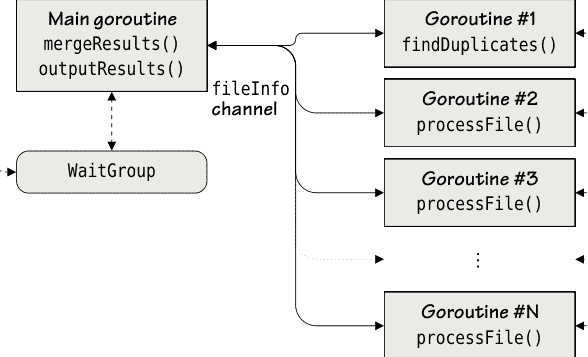 Main goroutine
mergeResults()
outputResults()
fileInfo
channel
WaitGroup
Goroutine #1
findDuplicates()
Goroutine #2
processFile()
Goroutine #3
processFile()
⋮
Goroutine #N
processFile()